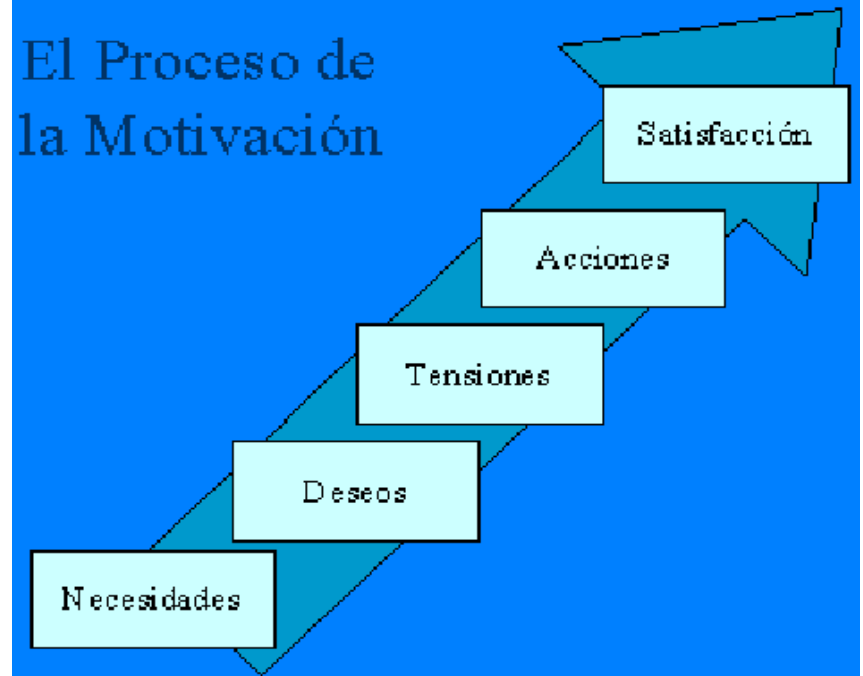 El Proceso de
la Motivación
Satisfacción
Acciones
Tensiones
Deseos
Necesidades